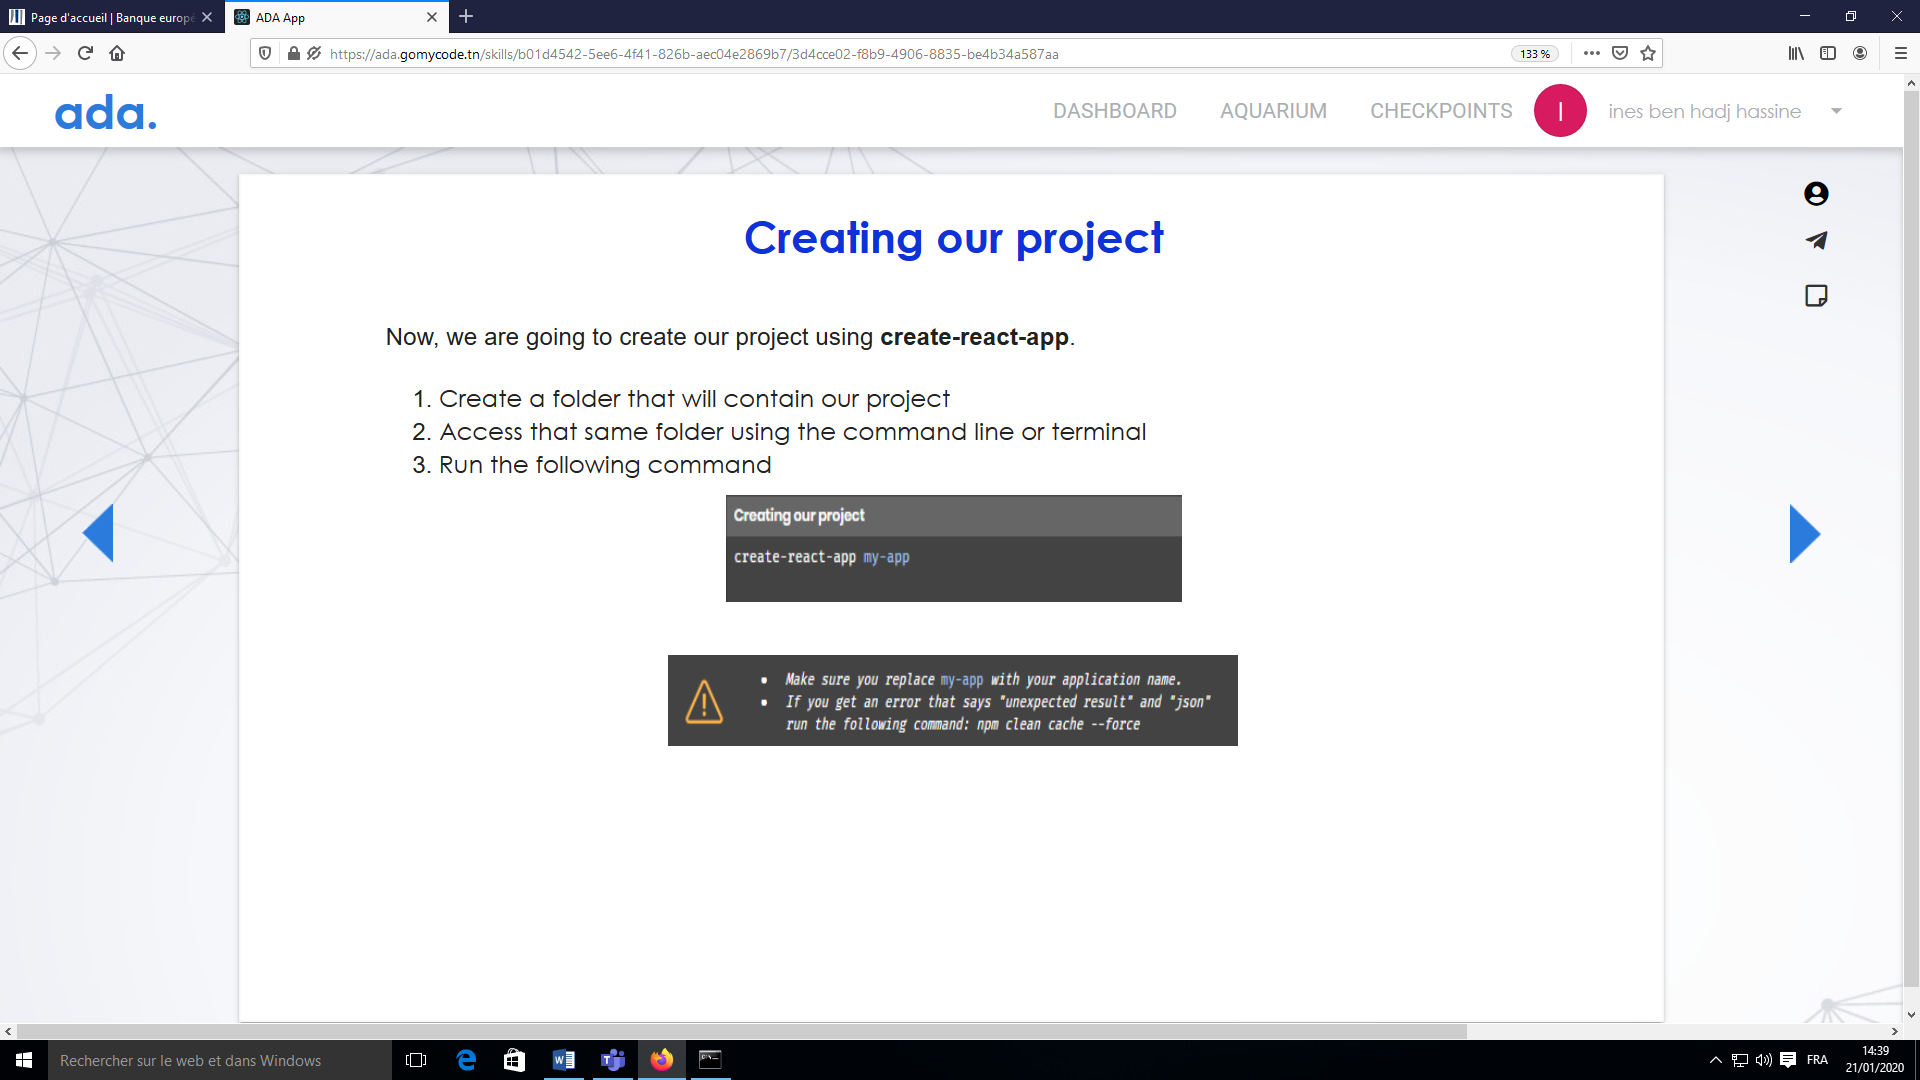 Page d'accueil | Banque europé
ADA App
https://ada.gomycode.tn/skills/b01d4542-5ee6-4f41-826b-aec04e2869b7/3d4cce02-f8b9-4906-8835-be4b34a587aa
133 %
ada.
DASHBOARD
AQUARIUM
CHECKPOINTS
I
ines ben hadj hassine
Creating our project
Now, we are going to create our project using create-react-app.
1. Create a folder that will contain our project
2. Access that same folder using the command line or terminal
3. Run the following command
Creating our project
create-react-app my-app
• Make sure you replace my-app with your application name.
• If you get an error that says "unexpected result" and "json"
run the following command: npm clean cache --force
Rechercher sur le web et dans Windows
FRA
14:39
21/01/2020